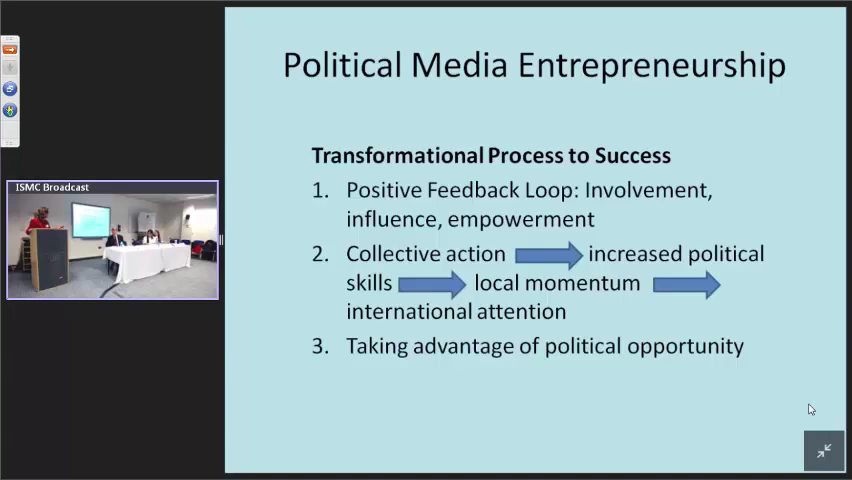 Political Media Entrepreneurship
ISMC Broadcast
Transformational Process to Success
1. Positive Feedback Loop: Involvement,
influence, empowerment
2. Collective action increased political
skills local momentum
international attention
3. Taking advantage of political opportunity